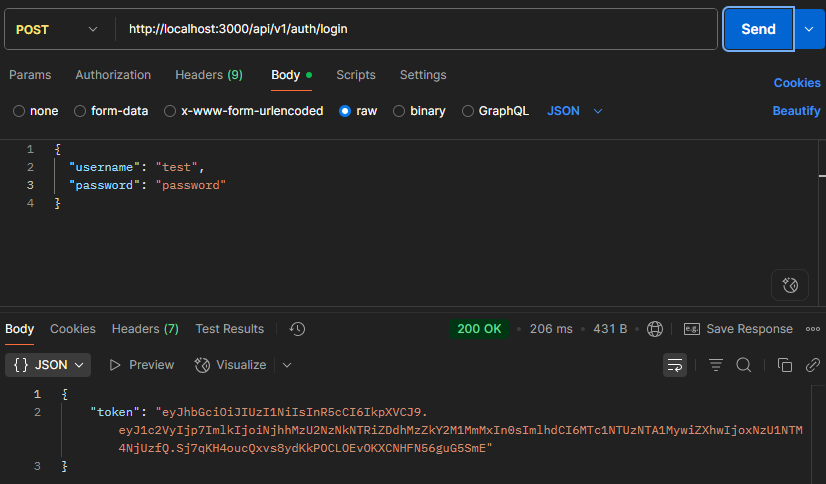 POST http://localhost:3000/api/v1/auth/login Send
Params Authorization Headers (9) Body Scripts Settings Cookies
none form-data x-www-form-urlencoded raw binary GraphQL JSON Beautify
1 {
2 "username": "test",
3 "password": "password"
4 }
Body Cookies Headers (7) Test Results 200 OK 206 ms 431 B e.g. Save Response
{} JSON Preview Visualize
1 {
2 "token": "eyJhbGciOiJIUzI1NiIsInR5cCI6IkpXVCJ9.
eyJ1c2VyIjp7ImlkIjoiNjhhMzU2NzNkNTRiZDdhMzZkY2M1MmMxIn0sImlhdCI6MTc1NTUzNTA1MywiZXhwIjoxNzU1NTM
4NjUzfQ.Sj7qKH4oucQxvs8ydKkPOCLOEvOKXCNHFN56guG5SmE"
3 }